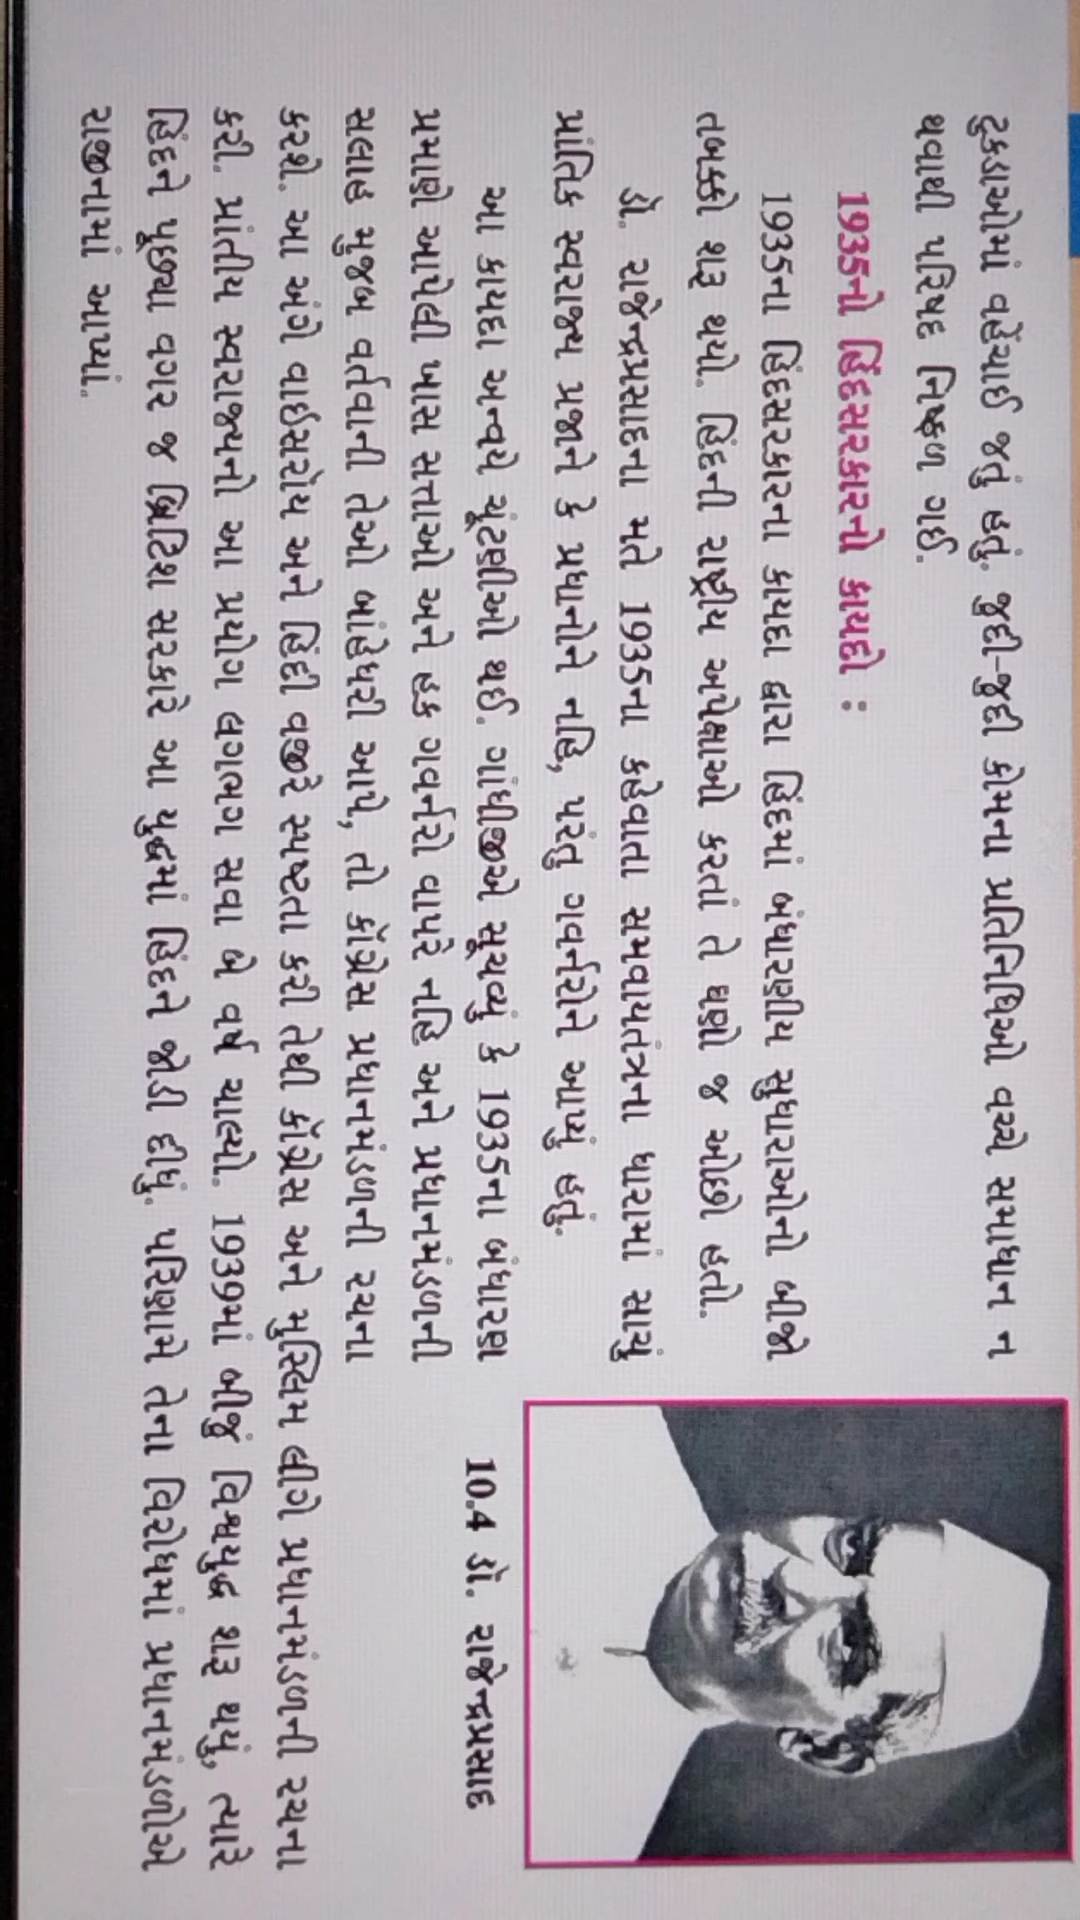 ટુકડાઓમાં વહેંચાઈ જતું હતું. જુદી-જુદી કોમના પ્રતિનિધિઓ વચ્ચે સમાધાન ન
થવાથી પરિષદ નિષ્ફળ ગઈ.
1935નો હિંદસરકારનો કાયદો :
1935ના હિંદસરકારના કાયદા દ્વારા હિંદમાં બંધારણીય સુધારાઓનો બીજો
તબક્કો શરૂ થયો. હિંદની રાષ્ટ્રીય અપેક્ષાઓ કરતાં તે ઘણો જ ઓછો હતો.
ડૉ. રાજેન્દ્રપ્રસાદના મતે 1935ના કહેવાતા સમવાયતંત્રના ધારામાં સાચું
પ્રાંતિક સ્વરાજ્ય પ્રજાને કે પ્રધાનોને નહિ, પરંતુ ગવર્નરોને આપ્યું હતું.
આ કાયદા અન્વયે ચૂંટણીઓ થઈ. ગાંધીજીએ સૂચવ્યું કે 1935ના બંધારણ
પ્રમાણે આપેલી ખાસ સત્તાઓ અને હક ગવર્નરો વાપરે નહિ અને પ્રધાનમંડળની
સલાહ મુજબ વર્તવાની તેઓ બાંહેધરી આપે, તો કૉંગ્રેસ પ્રધાનમંડળની રચના
કરશે. આ અંગે વાઇસરૉય અને હિંદી વજીરે સ્પષ્ટતા કરી તેથી કૉંગ્રેસ અને મુસ્લિમ લીગે પ્રધાનમંડળની રચના
કરી. પ્રાંતીય સ્વરાજ્યનો આ પ્રયોગ લગભગ સવા બે વર્ષ ચાલ્યો. 1939માં બીજું વિશ્વયુદ્ધ શરૂ થયું, ત્યારે
હિંદને પૂછ્યા વગર જ બ્રિટિશ સરકારે આ યુદ્ધમાં હિંદને જોડી દીધું. પરિણામે તેના વિરોધમાં પ્રધાનમંડળોએ
રાજીનામાં આપ્યાં.
10.4 ડૉ. રાજેન્દ્રપ્રસાદ